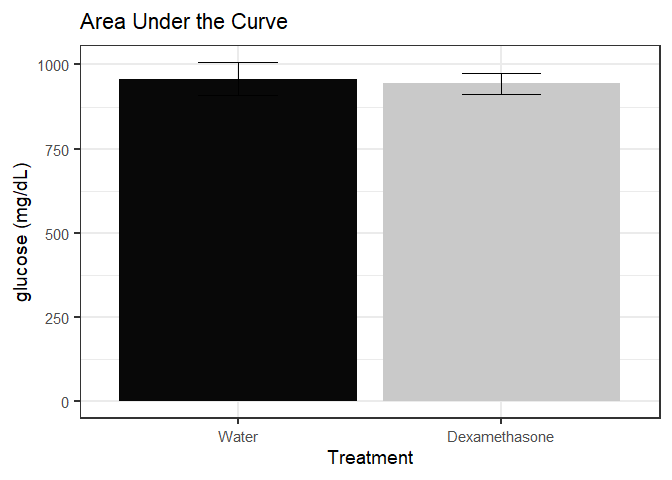 Area Under the Curve
glucose (mg/dL)
1000
750
500
250
0
Water
Dexamethasone
Treatment